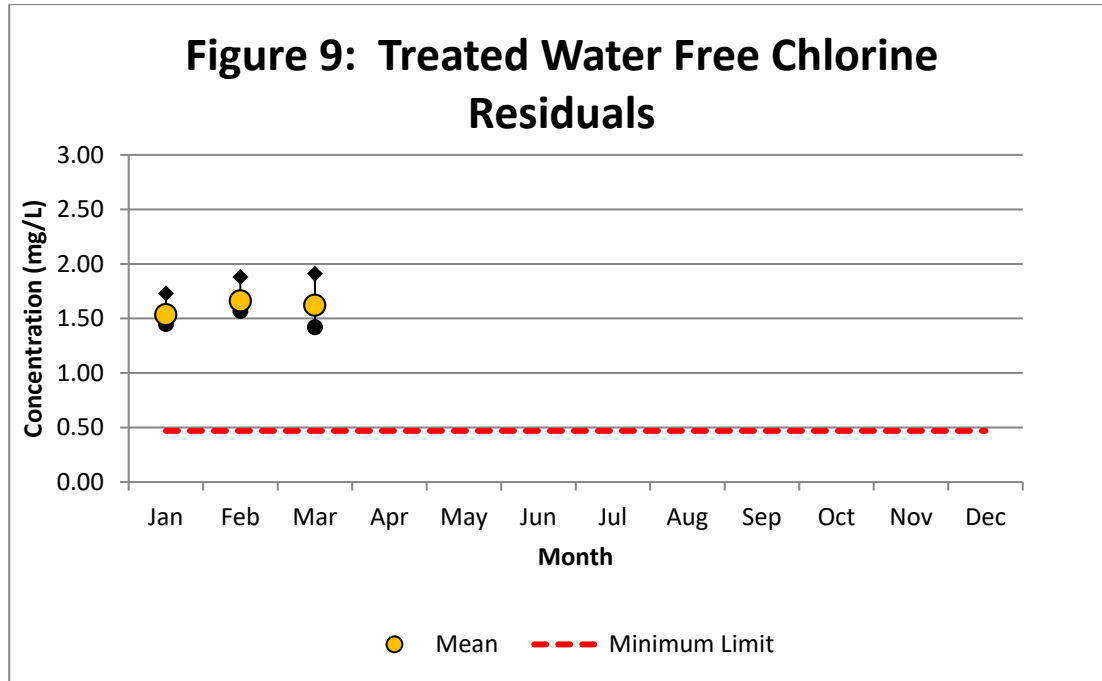 Figure 9:  Treated Water Free Chlorine
Residuals
Concentration (mg/L)
3.00
2.50
2.00
1.50
1.00
0.50
0.00
Jan Feb Mar Apr May Jun Jul Aug Sep Oct Nov Dec
Month
Mean Minimum Limit